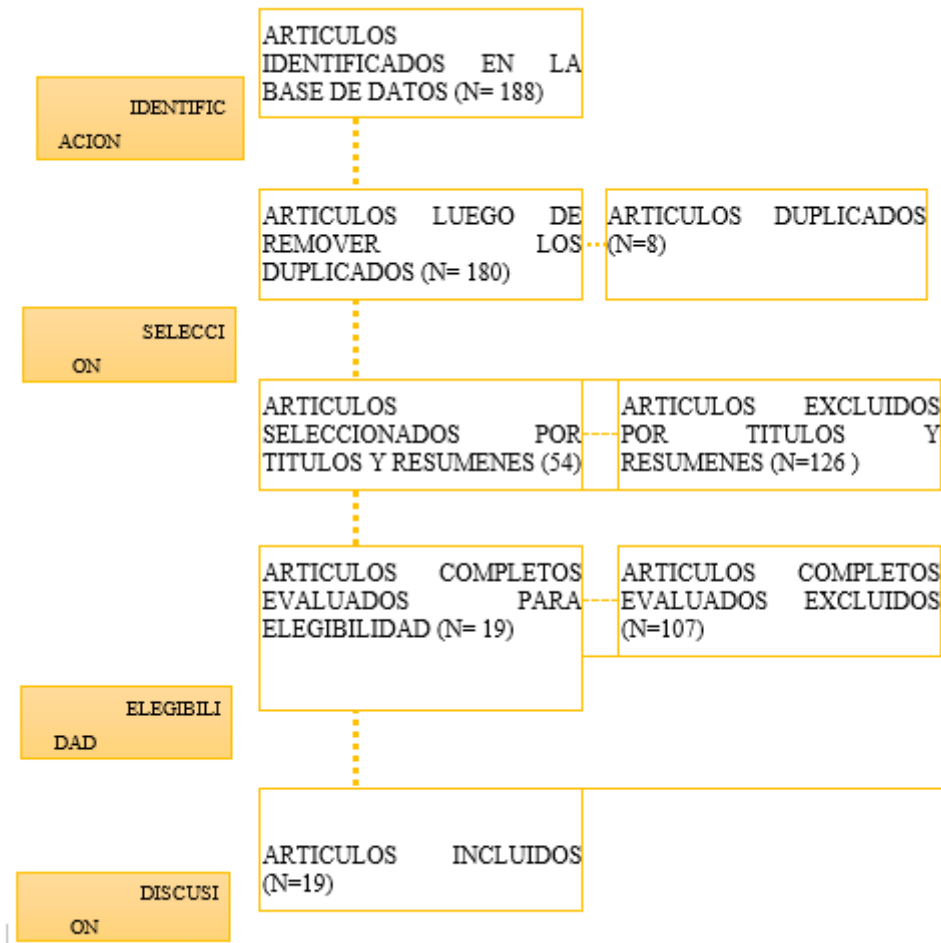 ARTICULOS
IDENTIFICADOS EN LA
BASE DE DATOS (N= 188)
IDENTIFIC
ACION
ARTICULOS LUEGO DE
REMOVER LOS
DUPLICADOS (N= 180)
ARTICULOS DUPLICADOS
(N=8)
SELECCI
ON
ARTICULOS
SELECCIONADOS POR
TITULOS Y RESUMENES (54)
ARTICULOS EXCLUIDOS
POR TITULOS Y
RESUMENES (N=126 )
ARTICULOS COMPLETOS
EVALUADOS PARA
ELEGIBILIDAD (N= 19)
ARTICULOS COMPLETOS
EVALUADOS EXCLUIDOS
(N=107)
ELEGIBILI
DAD
ARTICULOS INCLUIDOS
(N=19)
DISCUSI
ON